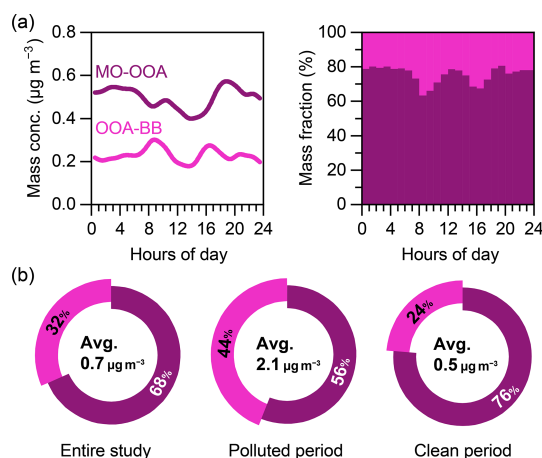 (a)
0.8
0.6
0.4
0.2
0.0
Mass conc. (µg m⁻³)
MO-OOA
OOA-BB
0 4 8 12 16 20 24
Hours of day
100
80
60
40
20
0
Mass fraction (%)
0 4 8 12 16 20 24
Hours of day
(b)
32%
68%
Avg.
0.7 µg m⁻³
Entire study
44%
56%
Avg.
2.1 µg m⁻³
Polluted period
24%
76%
Avg.
0.5 µg m⁻³
Clean period